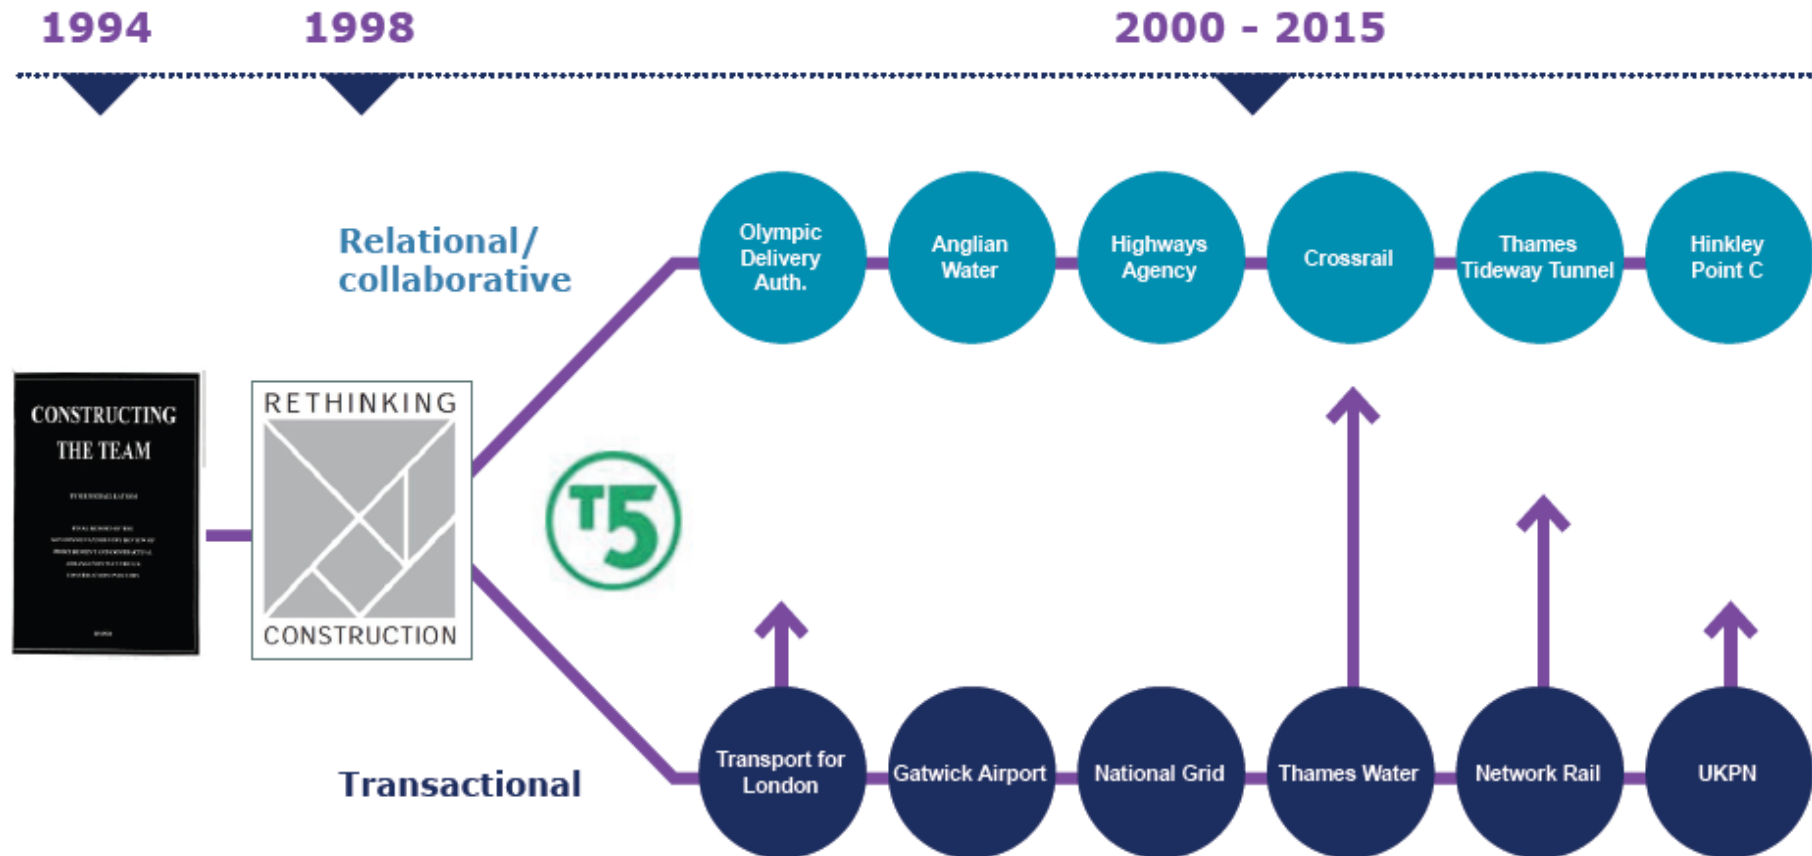 1994
1998
2000 - 2015
Relational/
collaborative
Olympic
Delivery
Auth.
Anglian
Water
Highways
Agency
Crossrail
Thames
Tideway Tunnel
Hinkley
Point C
CONSTRUCTING
THE TEAM
RETHINKING
CONSTRUCTION
T5
Transactional
Transport for
London
Gatwick Airport
National Grid
Thames Water
Network Rail
UKPN